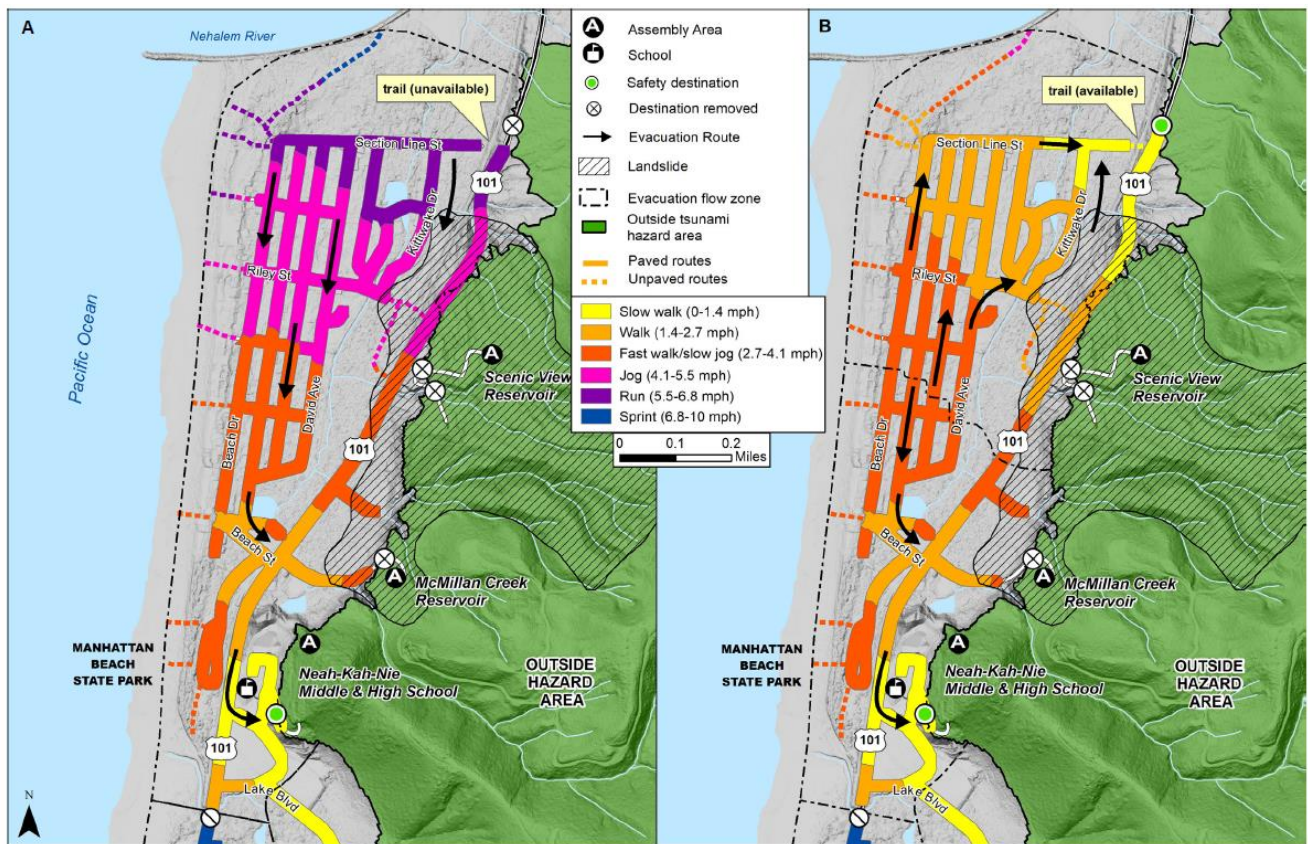 A
Nehalem River
trail (unavailable)
Section Line St
101
Kittiwake Dr
Riley St
Pacific Ocean
Beach Dr
David Ave
A
Scenic View
Reservoir
101
Beach St
A
McMillan Creek
Reservoir
MANHATTAN
BEACH
STATE PARK
A
Neah-Kah-Nie
Middle & High School
OUTSIDE
HAZARD
AREA
101
Lake Blvd
N
A
Assembly Area
School
Safety destination
Destination removed
Evacuation Route
Landslide
Evacuation flow zone
Outside tsunami
hazard area
Paved routes
Unpaved routes
Slow walk (0-1.4 mph)
Walk (1.4-2.7 mph)
Fast walk/slow jog (2.7-4.1 mph)
Jog (4.1-5.5 mph)
Run (5.5-6.8 mph)
Sprint (6.8-10 mph)
0 0.1 0.2
Miles
B
trail (available)
Section Line St
101
Kittiwake Dr
Riley St
Beach Dr
David Ave
A
Scenic View
Reservoir
101
Beach St
A
McMillan Creek
Reservoir
MANHATTAN
BEACH
STATE PARK
A
Neah-Kah-Nie
Middle & High School
OUTSIDE
HAZARD
AREA
101
Lake Blvd